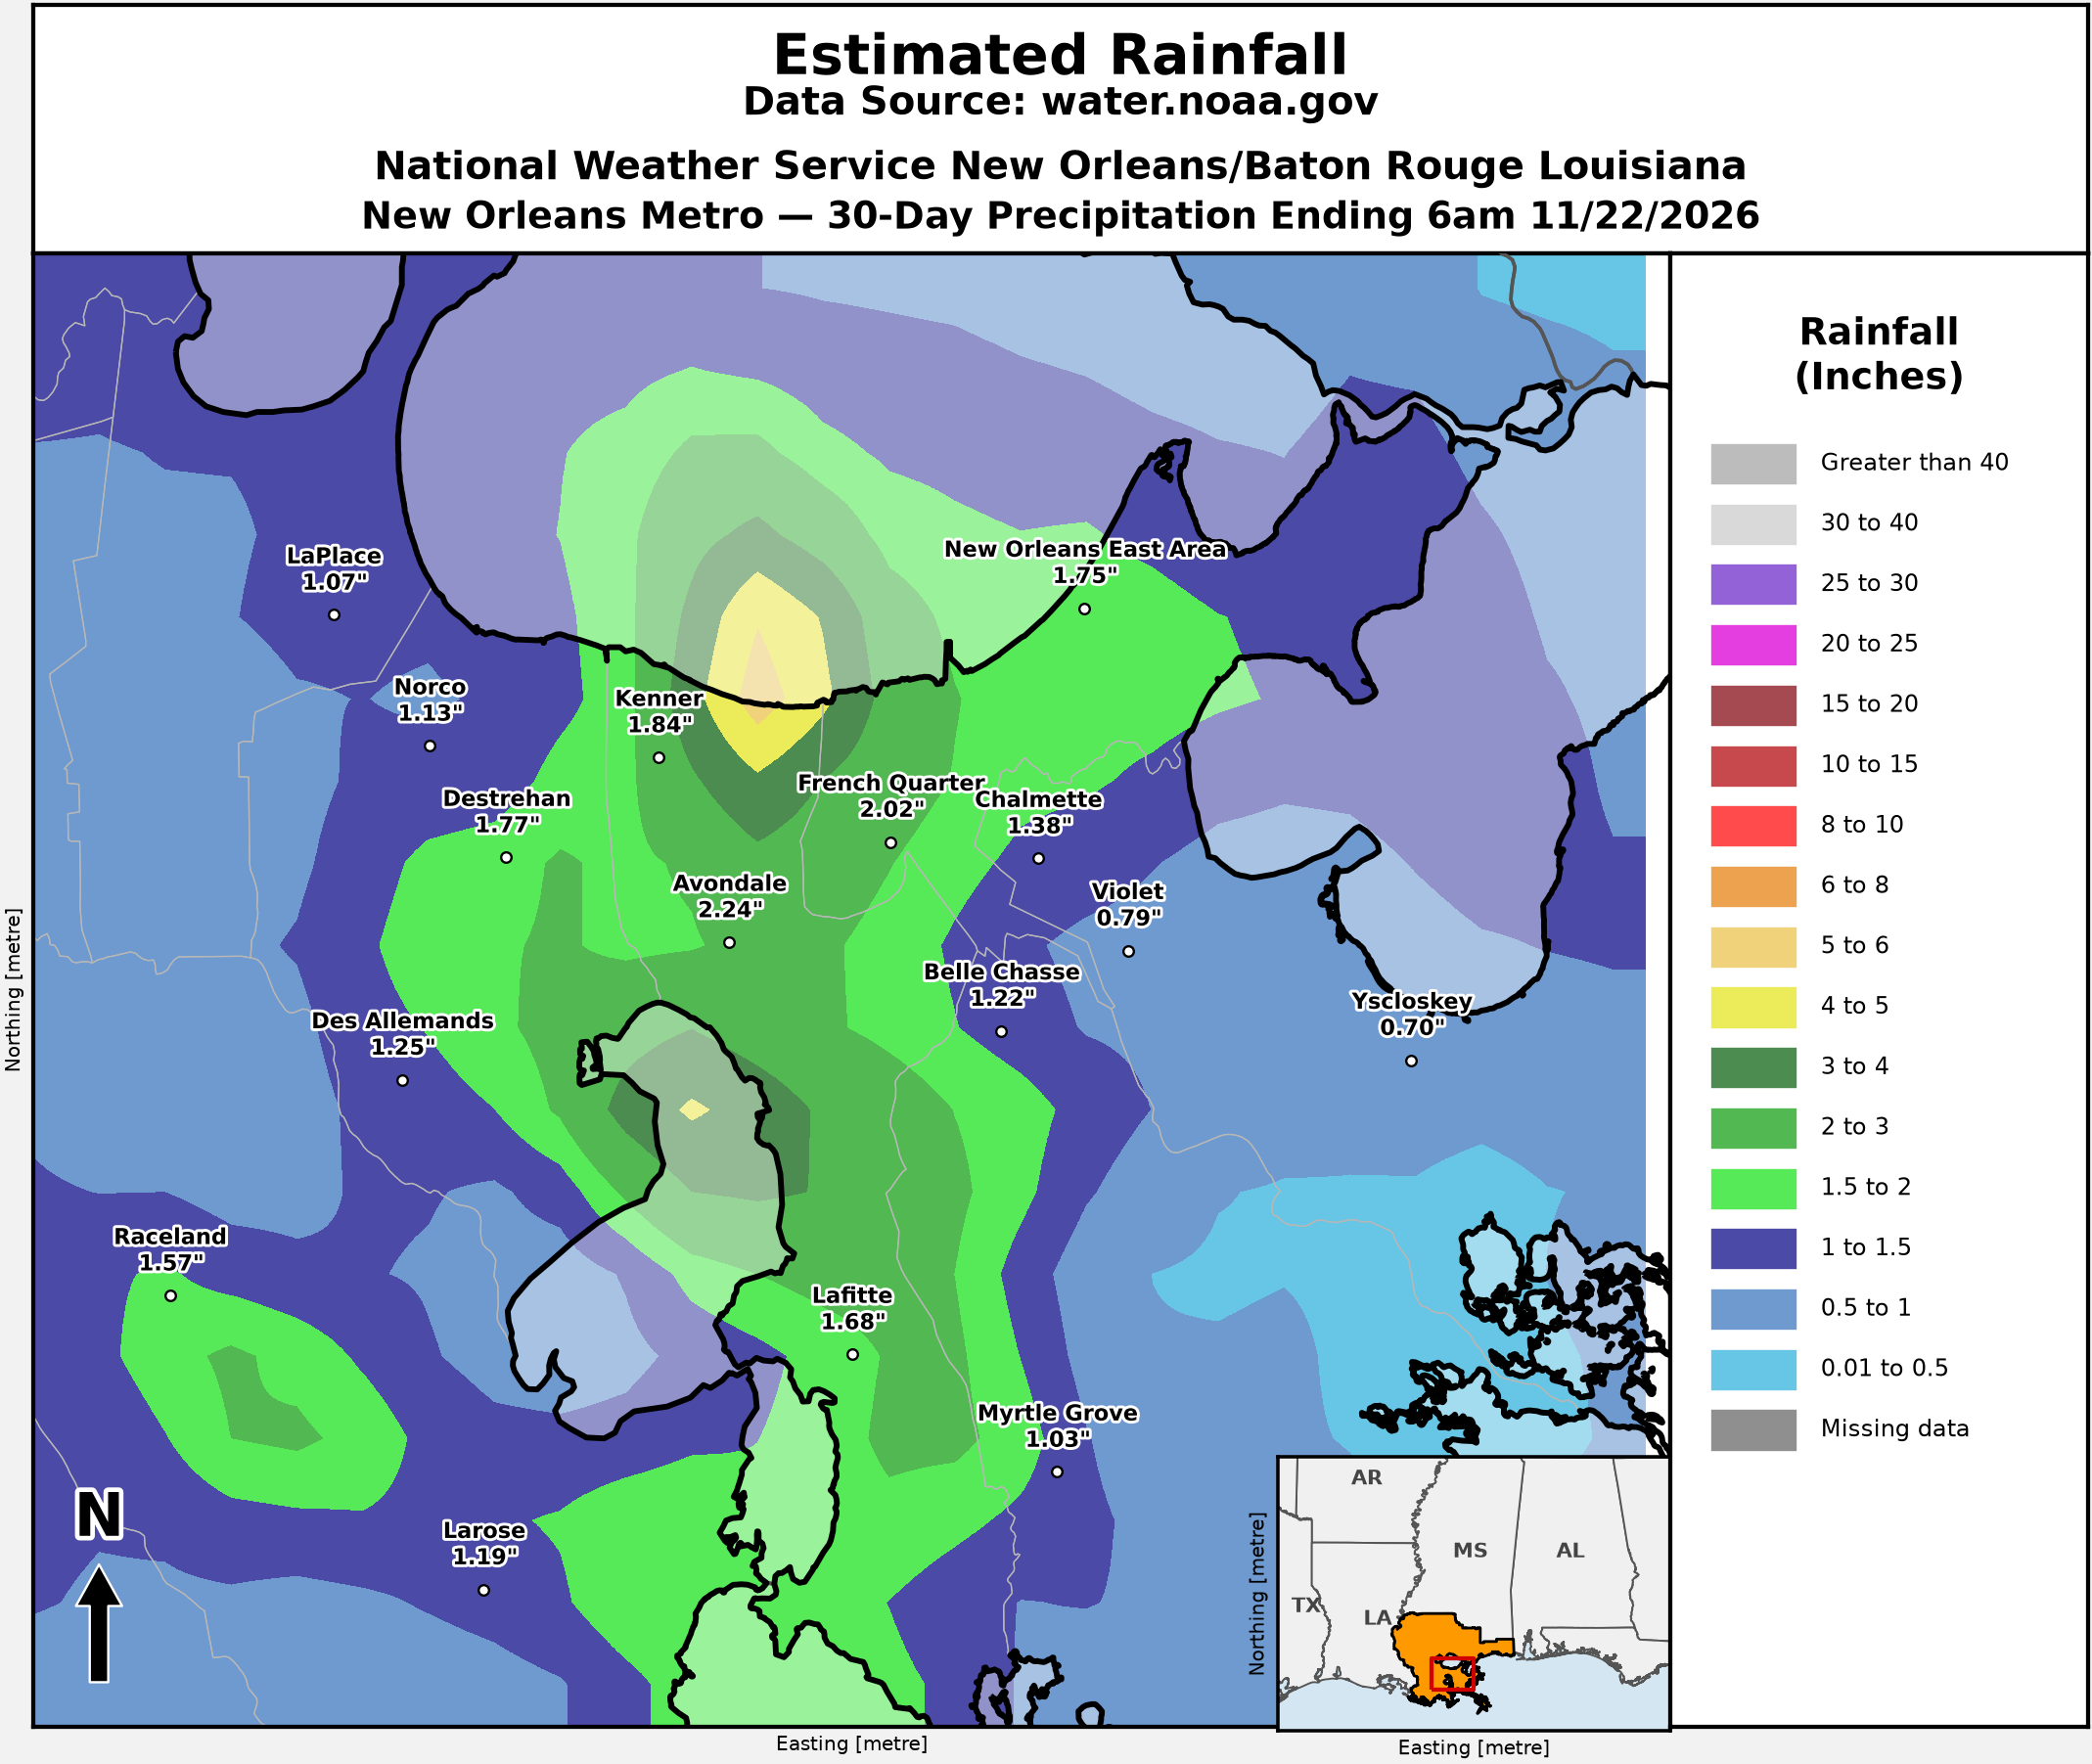 Estimated Rainfall
Data Source: water.noaa.gov
National Weather Service New Orleans/Baton Rouge Louisiana
New Orleans Metro — 30-Day Precipitation Ending 6am 11/22/2026
Rainfall
(Inches)
Greater than 40
30 to 40
25 to 30
20 to 25
15 to 20
10 to 15
8 to 10
6 to 8
5 to 6
4 to 5
3 to 4
2 to 3
1.5 to 2
1 to 1.5
0.5 to 1
0.01 to 0.5
Missing data
New Orleans East Area
1.75"
LaPlace
1.07"
Norco
1.13"
Kenner
1.84"
French Quarter
2.02"
Destrehan
1.77"
Chalmette
1.38"
Avondale
2.24"
Violet
0.79"
Belle Chasse
1.22"
Yscloskey
0.70"
Des Allemands
1.25"
Raceland
1.57"
Lafitte
1.68"
Myrtle Grove
1.03"
Larose
1.19"
N
Northing [metre]
Easting [metre]
AR
MS
AL
TX
LA
Northing [metre]
Easting [metre]